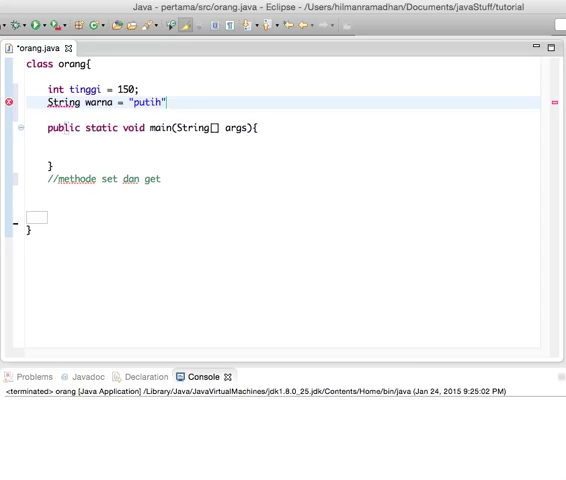 Java - pertama/src/orang.java - Eclipse - /Users/hilmanramadhan/Documents/javaStuff/tutorial
*orang.java
class orang{
int tinggi = 150;
String warna = "putih"
public static void main(String[] args){
}
//methode set dan get
}
Problems @ Javadoc Declaration Console
<terminated> orang [Java Application] /Library/Java/JavaVirtualMachines/jdk1.8.0_25.jdk/Contents/Home/bin/java (Jan 24, 2015 9:25:02 PM)